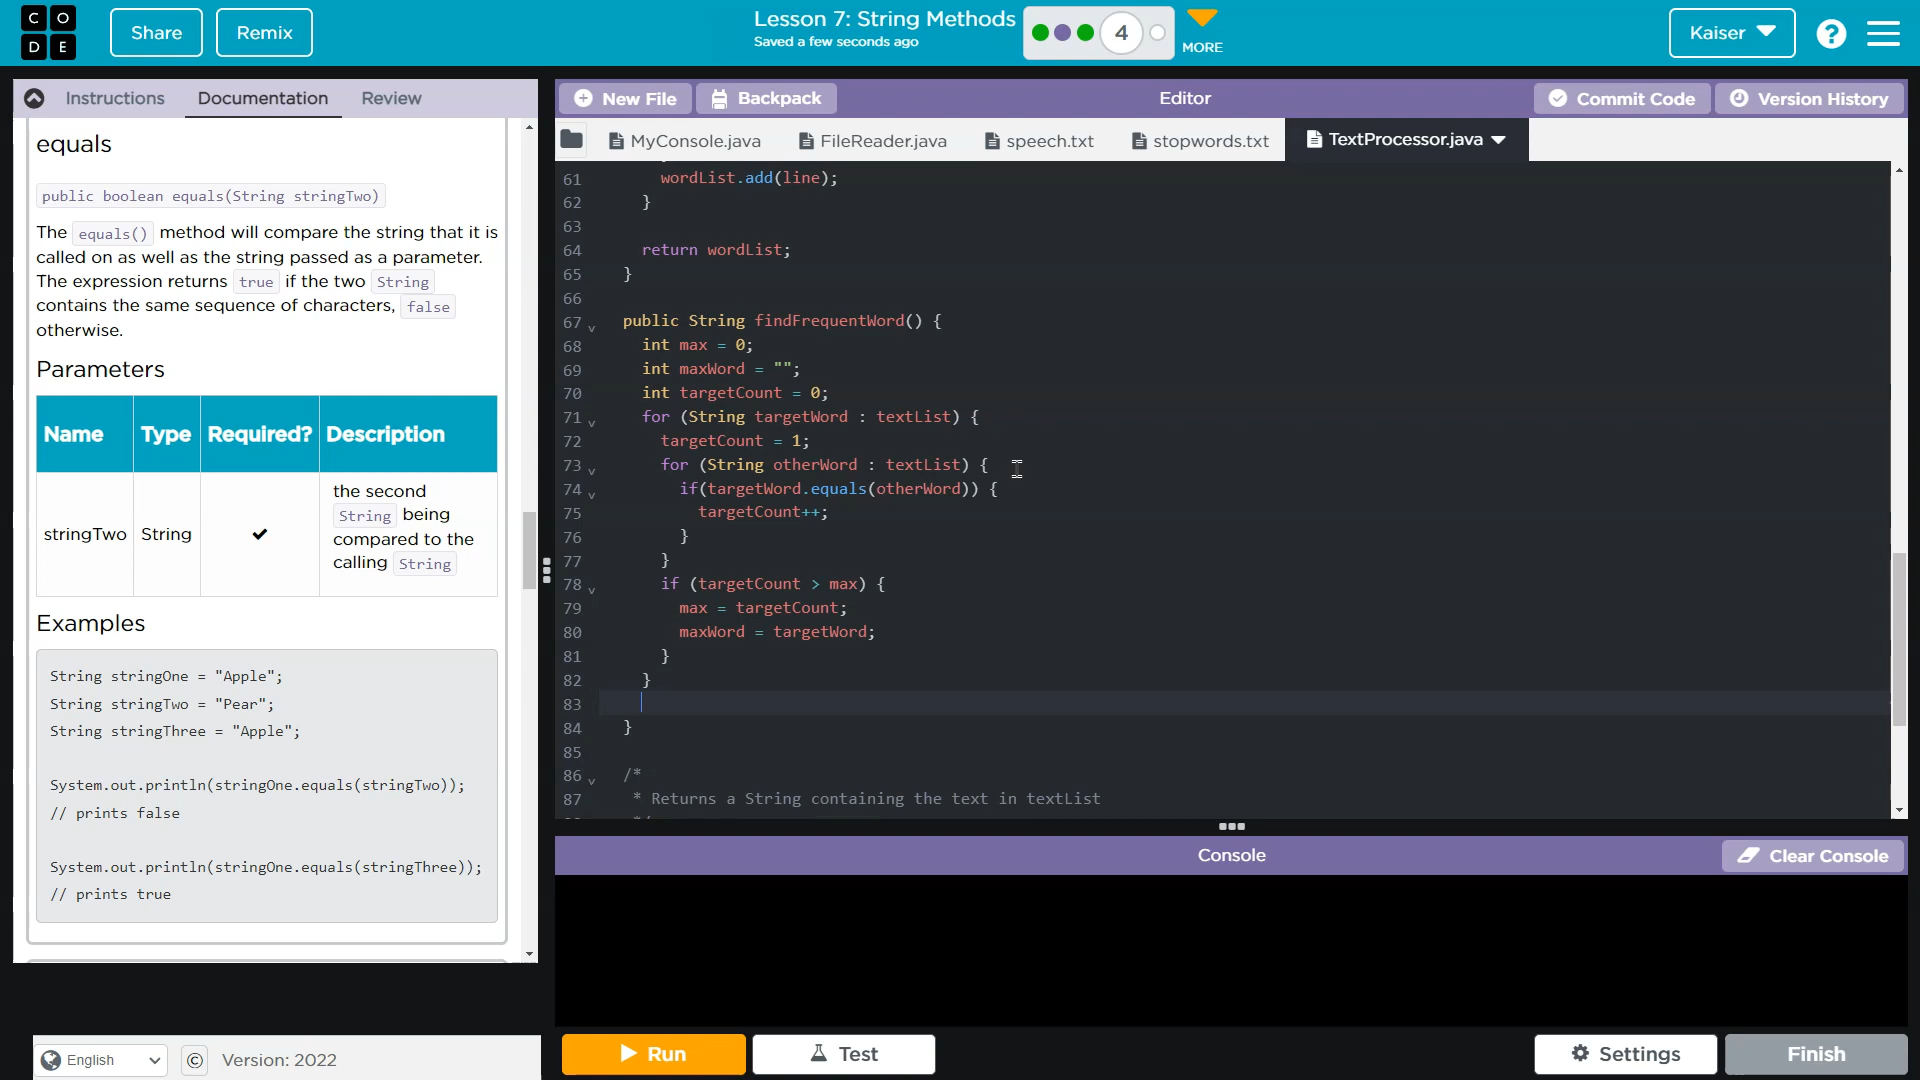 C O
D E
Share
Remix
Lesson 7: String Methods
Saved a few seconds ago
4
MORE
Kaiser
?
Instructions
Documentation
Review
equals
public boolean equals(String stringTwo)
The equals() method will compare the string that it is
called on as well as the string passed as a parameter.
The expression returns true if the two String
contains the same sequence of characters, false
otherwise.
Parameters
Name Type Required? Description
stringTwo String ✔ the second
String being
compared to the
calling String
Examples
String stringOne = "Apple";
String stringTwo = "Pear";
String stringThree = "Apple";
System.out.println(stringOne.equals(stringTwo));
// prints false
System.out.println(stringOne.equals(stringThree));
// prints true
English
©
Version: 2022
New File
Backpack
Editor
Commit Code
Version History
MyConsole.java
FileReader.java
speech.txt
stopwords.txt
TextProcessor.java
61 wordList.add(line);
62 }
63
64 return wordList;
65 }
66
67 public String findFrequentWord() {
68 int max = 0;
69 int maxWord = "";
70 int targetCount = 0;
71 for (String targetWord : textList) {
72 targetCount = 1;
73 for (String otherWord : textList) {
74 if(targetWord.equals(otherWord)) {
75 targetCount++;
76 }
77 }
78 if (targetCount > max) {
79 max = targetCount;
80 maxWord = targetWord;
81 }
82 }
83
84 }
85
86 /*
87 * Returns a String containing the text in textList
Console
Clear Console
Run
Test
Settings
Finish